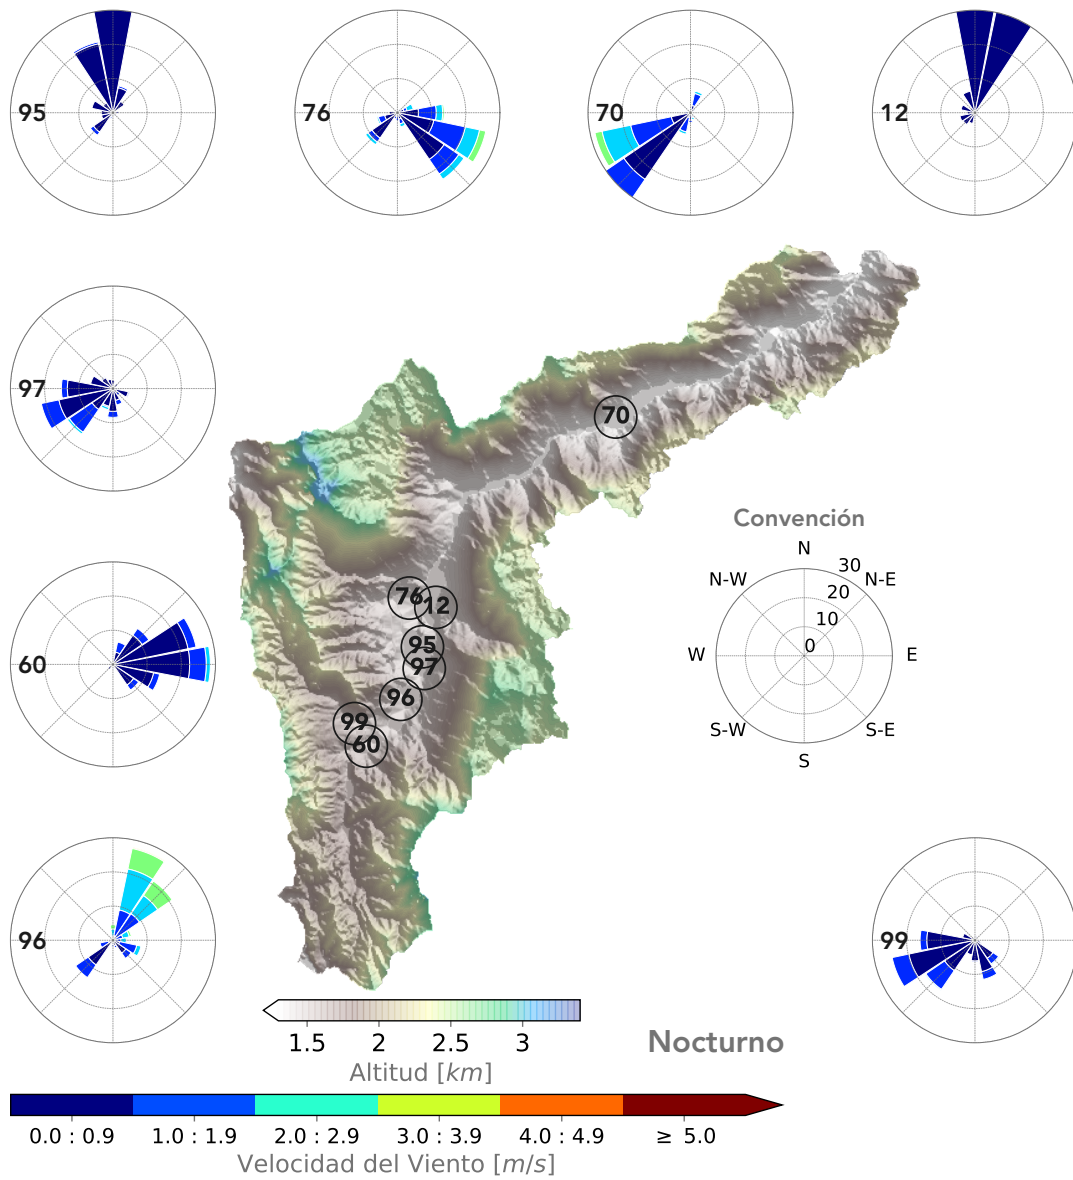 95
76
70
12
97
70
Convención
N
N-W
30
N-E
20
10
0
W
E
S-W
S-E
S
76
12
95
97
96
99
60
60
96
99
1.5 2 2.5 3
Altitud [km]
Nocturno
0.0 : 0.9 1.0 : 1.9 2.0 : 2.9 3.0 : 3.9 4.0 : 4.9 ≥ 5.0
Velocidad del Viento [m/s]